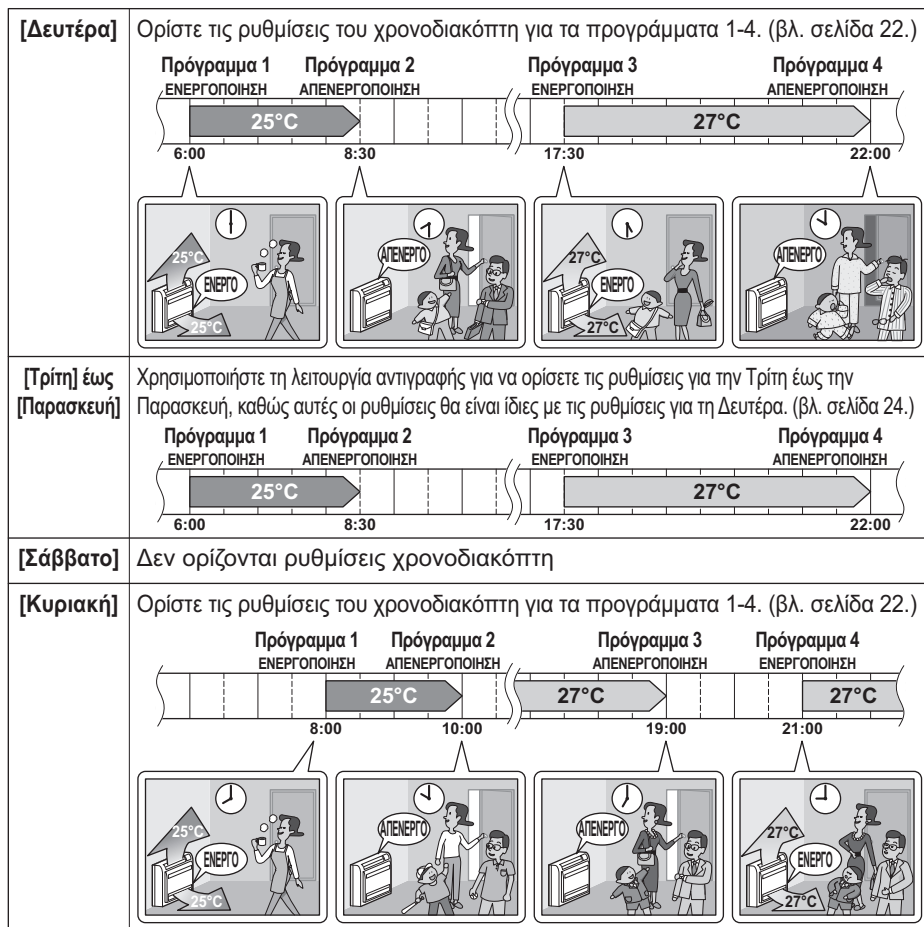 [Δευτέρα]
Ορίστε τις ρυθμίσεις του χρονοδιακόπτη για τα προγράμματα 1-4. (βλ. σελίδα 22.)
Πρόγραμμα 1 Πρόγραμμα 2 Πρόγραμμα 3 Πρόγραμμα 4
ΕΝΕΡΓΟΠΟΙΗΣΗ ΑΠΕΝΕΡΓΟΠΟΙΗΣΗ ΕΝΕΡΓΟΠΟΙΗΣΗ ΑΠΕΝΕΡΓΟΠΟΙΗΣΗ
25°C 27°C
6:00 8:30 17:30 22:00
25°C
ΕΝΕΡΓΟ
25°C
ΑΠΕΝΕΡΓΟ
27°C
ΕΝΕΡΓΟ
27°C
ΑΠΕΝΕΡΓΟ
[Τρίτη] έως
[Παρασκευή]
Χρησιμοποιήστε τη λειτουργία αντιγραφής για να ορίσετε τις ρυθμίσεις για την Τρίτη έως την
Παρασκευή, καθώς αυτές οι ρυθμίσεις θα είναι ίδιες με τις ρυθμίσεις για τη Δευτέρα. (βλ. σελίδα 24.)
Πρόγραμμα 1 Πρόγραμμα 2 Πρόγραμμα 3 Πρόγραμμα 4
ΕΝΕΡΓΟΠΟΙΗΣΗ ΑΠΕΝΕΡΓΟΠΟΙΗΣΗ ΕΝΕΡΓΟΠΟΙΗΣΗ ΑΠΕΝΕΡΓΟΠΟΙΗΣΗ
25°C 27°C
6:00 8:30 17:30 22:00
[Σάββατο]
Δεν ορίζονται ρυθμίσεις χρονοδιακόπτη
[Κυριακή]
Ορίστε τις ρυθμίσεις του χρονοδιακόπτη για τα προγράμματα 1-4. (βλ. σελίδα 22.)
Πρόγραμμα 1 Πρόγραμμα 2 Πρόγραμμα 3 Πρόγραμμα 4
ΕΝΕΡΓΟΠΟΙΗΣΗ ΑΠΕΝΕΡΓΟΠΟΙΗΣΗ ΑΠΕΝΕΡΓΟΠΟΙΗΣΗ ΕΝΕΡΓΟΠΟΙΗΣΗ
25°C 27°C 27°C
8:00 10:00 19:00 21:00
25°C
ΕΝΕΡΓΟ
25°C
ΑΠΕΝΕΡΓΟ
ΑΠΕΝΕΡΓΟ
27°C
ΕΝΕΡΓΟ
27°C